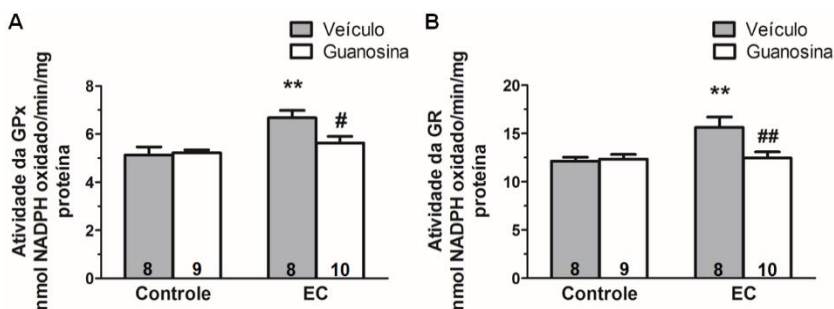 A
Veículo
Guanosina
Atividade da GPx
nmol NADPH oxidado/min/mg
proteína
8
6
4
2
0
**
#
8
9
8
10
Controle
EC
B
Veículo
Guanosina
Atividade da GR
nmol NADPH oxidado/min/mg
proteína
20
15
10
5
0
**
##
8
9
8
10
Controle
EC